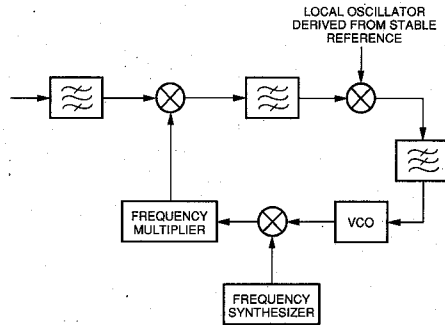 LOCAL OSCILLATOR
DERIVED FROM STABLE
REFERENCE
FREQUENCY
MULTIPLIER
VCO
FREQUENCY
SYNTHESIZER